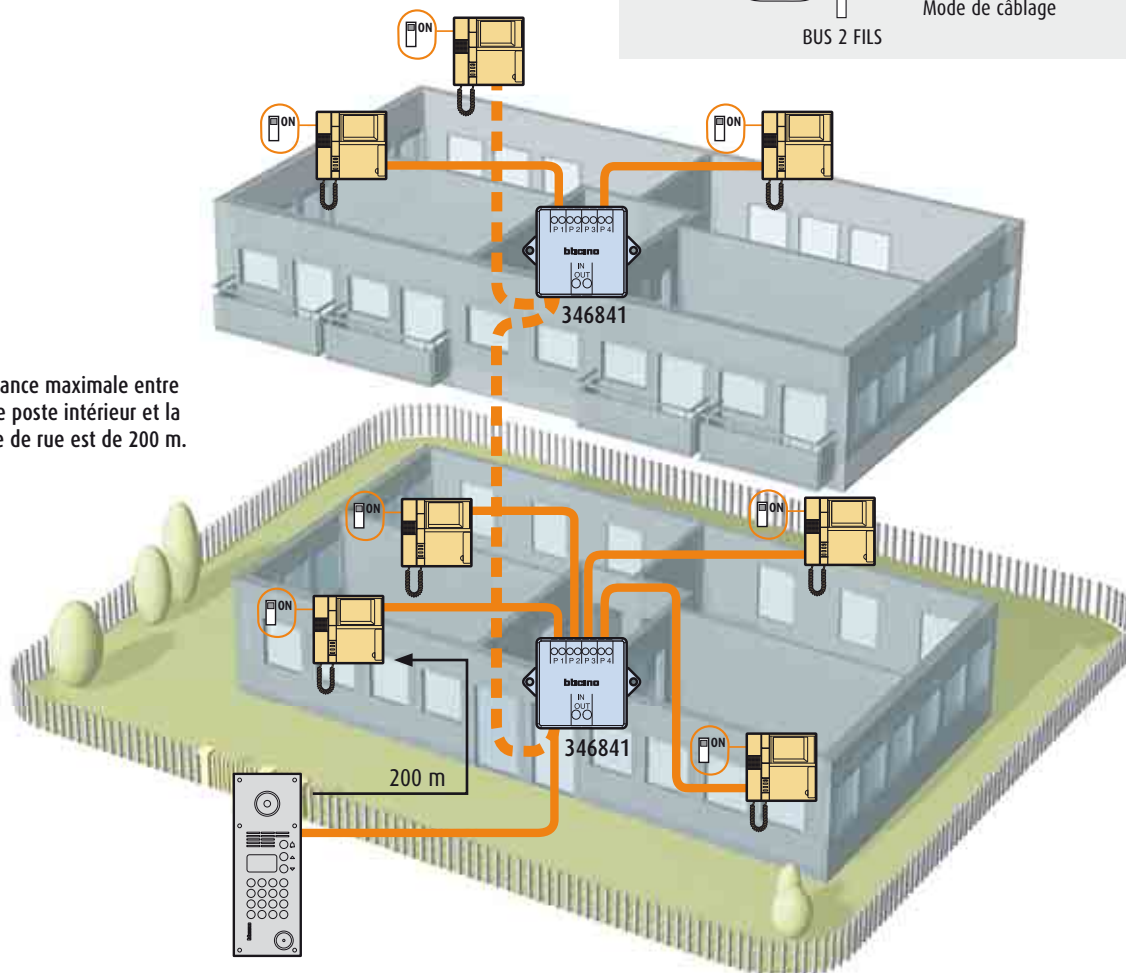 Mode de câblage
BUS 2 FILS
ON
ON
ON
P1 P2 P3 P4
bticino
IN
OUT
346841
ance maximale entre
e poste intérieur et la
e de rue est de 200 m.
ON
ON
ON
P1 P2 P3 P4
bticino
IN
OUT
346841
ON
200 m